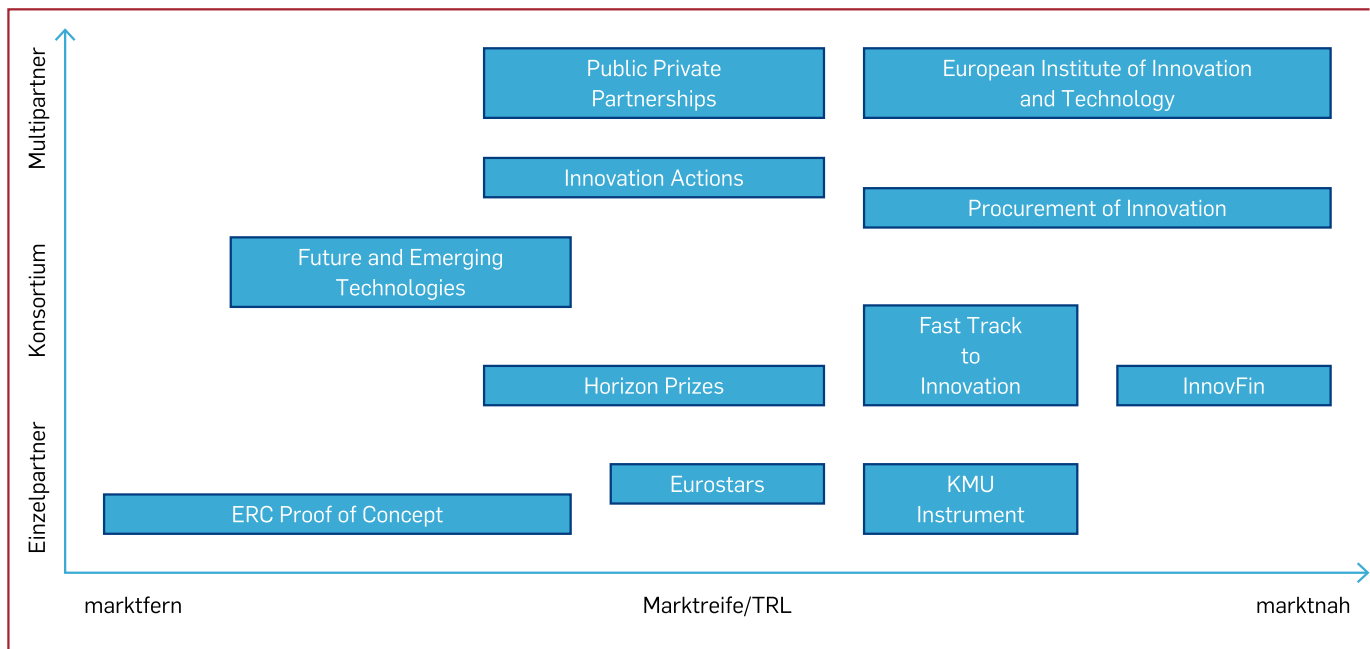 Multipartner
Konsortium
Einzelpartner
Public Private
Partnerships
European Institute of Innovation
and Technology
Innovation Actions
Procurement of Innovation
Future and Emerging
Technologies
Fast Track
to
Innovation
Horizon Prizes
InnovFin
Eurostars
KMU
Instrument
ERC Proof of Concept
marktfern
Marktreife/TRL
marktnah